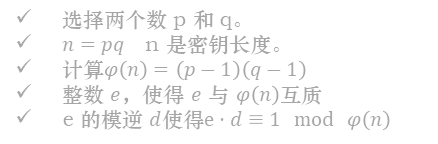 ✓ 选择两个数 p 和 q。
✓ n = pq n 是密钥长度。
✓ 计算φ(n) = (p − 1)(q − 1)
✓ 整数 e，使得 e 与 φ(n)互质
✓ e 的模逆 d使得e · d ≡ 1 mod φ(n)